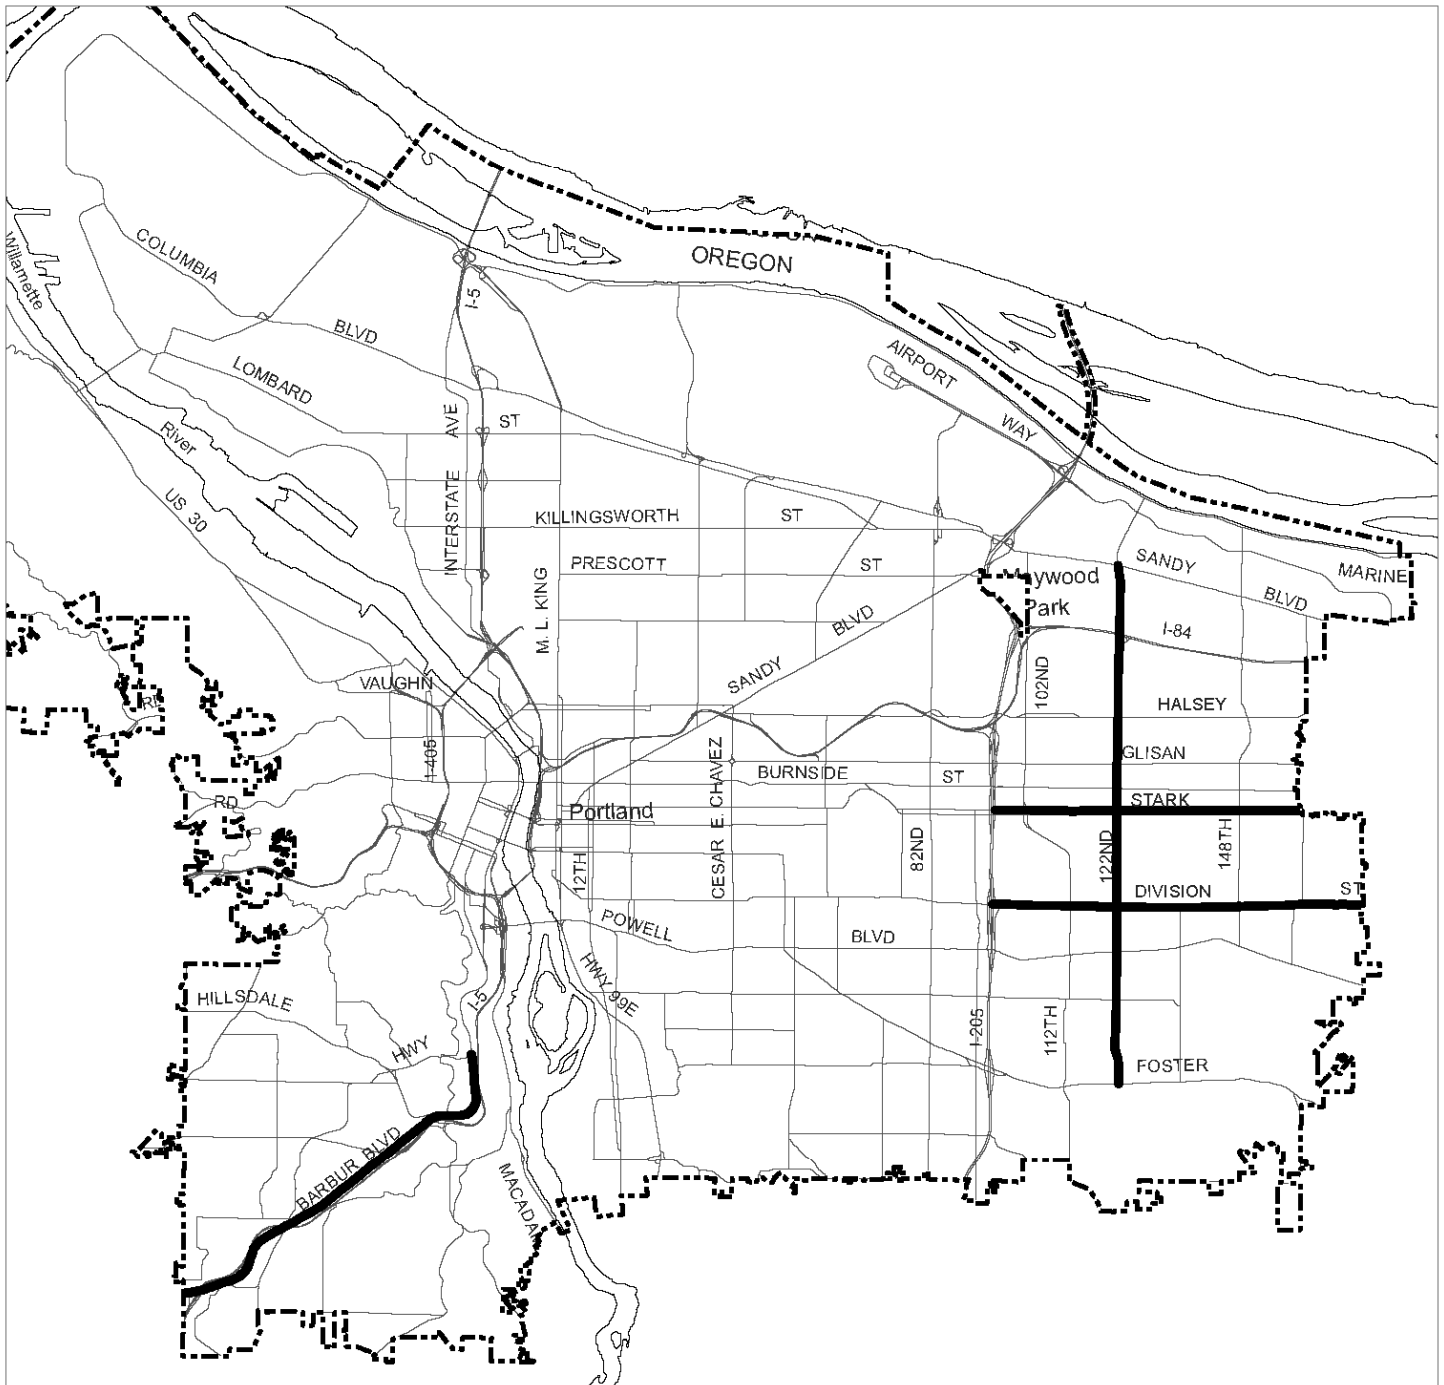 OREGON
COLUMBIA
BLVD
I-5
Willamette
AIRPORT
WAY
LOMBARD
ST
INTERSTATE AVE
River
US 30
KILLINGSWORTH ST
PRESCOTT ST
M. L. KING
SANDY
BLVD
MARINE
Park
SANDY
BLVD
I-84
102ND
VAUGHN
HALSEY
I-405
GLISAN
BURNSIDE ST
CESAR E. CHAVEZ
STARK
Portland
RD
12TH
82ND
122ND
148TH
DIVISION ST
POWELL
BLVD
HWY 99E
HILLSDALE
HWY
I-5
I-205
112TH
FOSTER
BARBUR BLVD